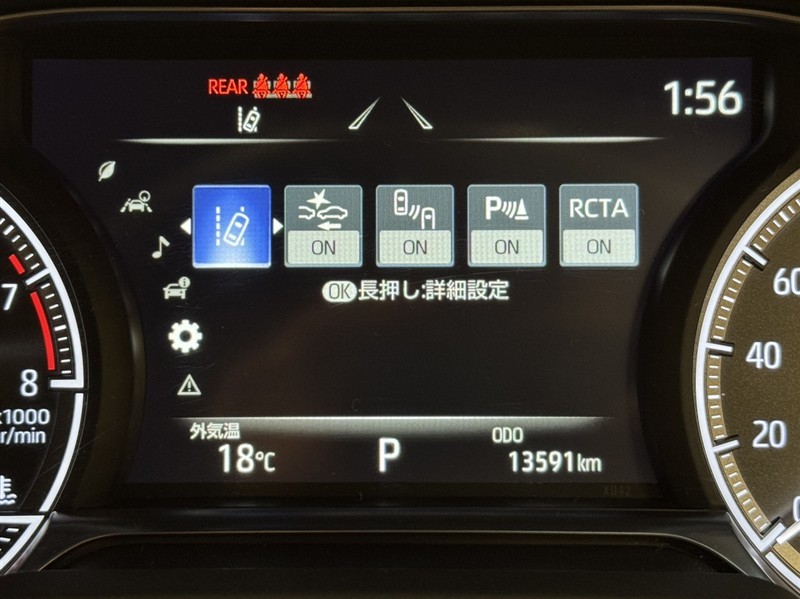 REAR
1:56
RCTA
ON
ON
ON
ON
OK長押し:詳細設定
7
8
x1000
r/min
60
40
20
外気温
18℃
P
ODO
13591km